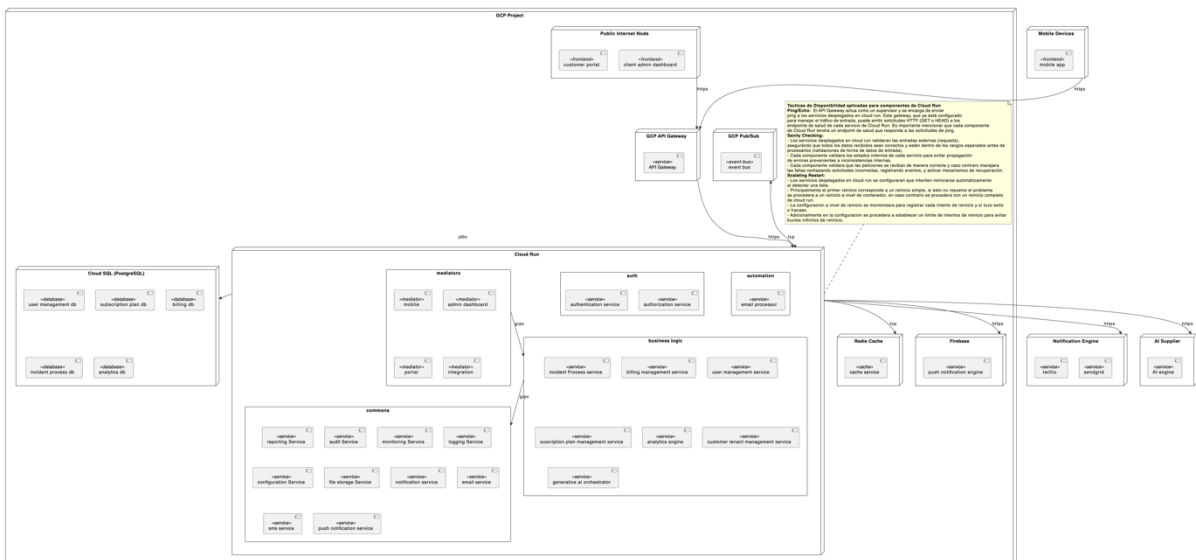 GCP Project
Public Internet Node
«frontend»
customer portal
«frontend»
client admin dashboard
Mobile Devices
«frontend»
mobile app
https
https
Tacticas de Disponibilidad aplicadas para componentes de Cloud Run
Ping/Echo: El API Gateway actua como un supervisor y se encarga de enviar
ping a los servicios desplegados en cloud run. Este gateway, que ya está configurado
para manejar el tráfico de entrada, puede emitir solicitudes HTTP (GET o HEAD) a los
endpoints de salud de cada servicio de Cloud Run. Es importante mencionar que cada componente
de Cloud Run tendra un endpoint de salud que responda a las solicitudes de ping.
Sanity Checking:
- Los servicios desplegados en cloud run validaran las entradas externas (requests),
asegurándo que todos los datos recibidos sean correctos y estén dentro de los rangos esperados antes de
procesarlos (validaciones de forma de datos de entrada).
- Cada componente validara los estados internos de cada servicio para evitar propagación
de errores provenientes a inconsistencias internas.
- Cada componente validará que las peticiones se reciban de manera correcta y caso contraro manejara
las fallas rechazando solicitudes incorrectas, registrando eventos, y activar mecanismos de recuperación.
Scalating Restart:
- Los servicios desplegados en cloud run se configuraran que intenten reiniciarse automáticamente
al detectar una falla.
- Principalmente el primer reinicio corresponde a un reinicio simple, si esto no resuelve el problema
se procedera a un reinicio a nivel de contenedor, en caso contrario se procedera con un reinicio completo
de cloud run.
- La configuracion a nivel de reinicio se monitoreara para registrar cada intento de reinicio y si tuvo exito
o fracaso.
- Adicionalmente en la configuracion se procedera a establecer un limite de intentos de reinicio para evitar
bucles infinitos de reinicio.
GCP API Gateway
«service»
API Gateway
GCP Pub/Sub
«event-bus»
event bus
jdbc
https
tcp
Cloud Run
Cloud SQL (PostgreSQL)
«database»
user management db
«database»
subscription plan db
«database»
billing db
«database»
incident process db
«database»
analytics db
mediators
«mediator»
mobile
«mediator»
admin dashboard
«mediator»
portal
«mediator»
integration
auth
«service»
authentication service
«service»
authorization service
automation
«service»
email processor
grpc
business logic
«service»
incident Process service
«service»
billing management service
«service»
user management service
«service»
suscription plan management service
«service»
analytics engine
«service»
customer tenant management service
«service»
generative ai orchestrator
grpc
commons
«service»
reporting Service
«service»
audit Service
«service»
monitoring Service
«service»
logging Service
«service»
configuration Service
«service»
file storage Service
«service»
notification service
«service»
email service
«service»
sms service
«service»
push notification service
tcp
https
https
https
Redis Cache
«cache»
cache service
Firebase
«service»
push notification engine
Notification Engine
«service»
twillio
«service»
sendgrid
AI Supplier
«service»
AI engine